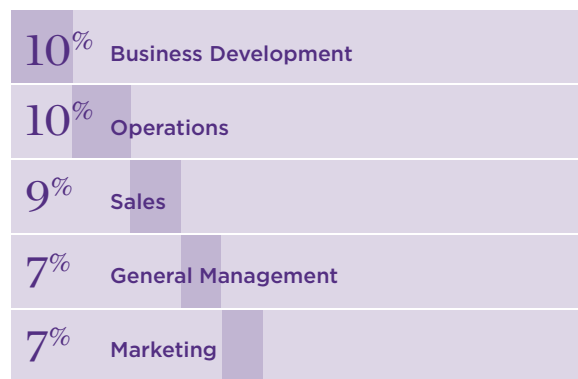 10% Business Development
10% Operations
9% Sales
7% General Management
7% Marketing